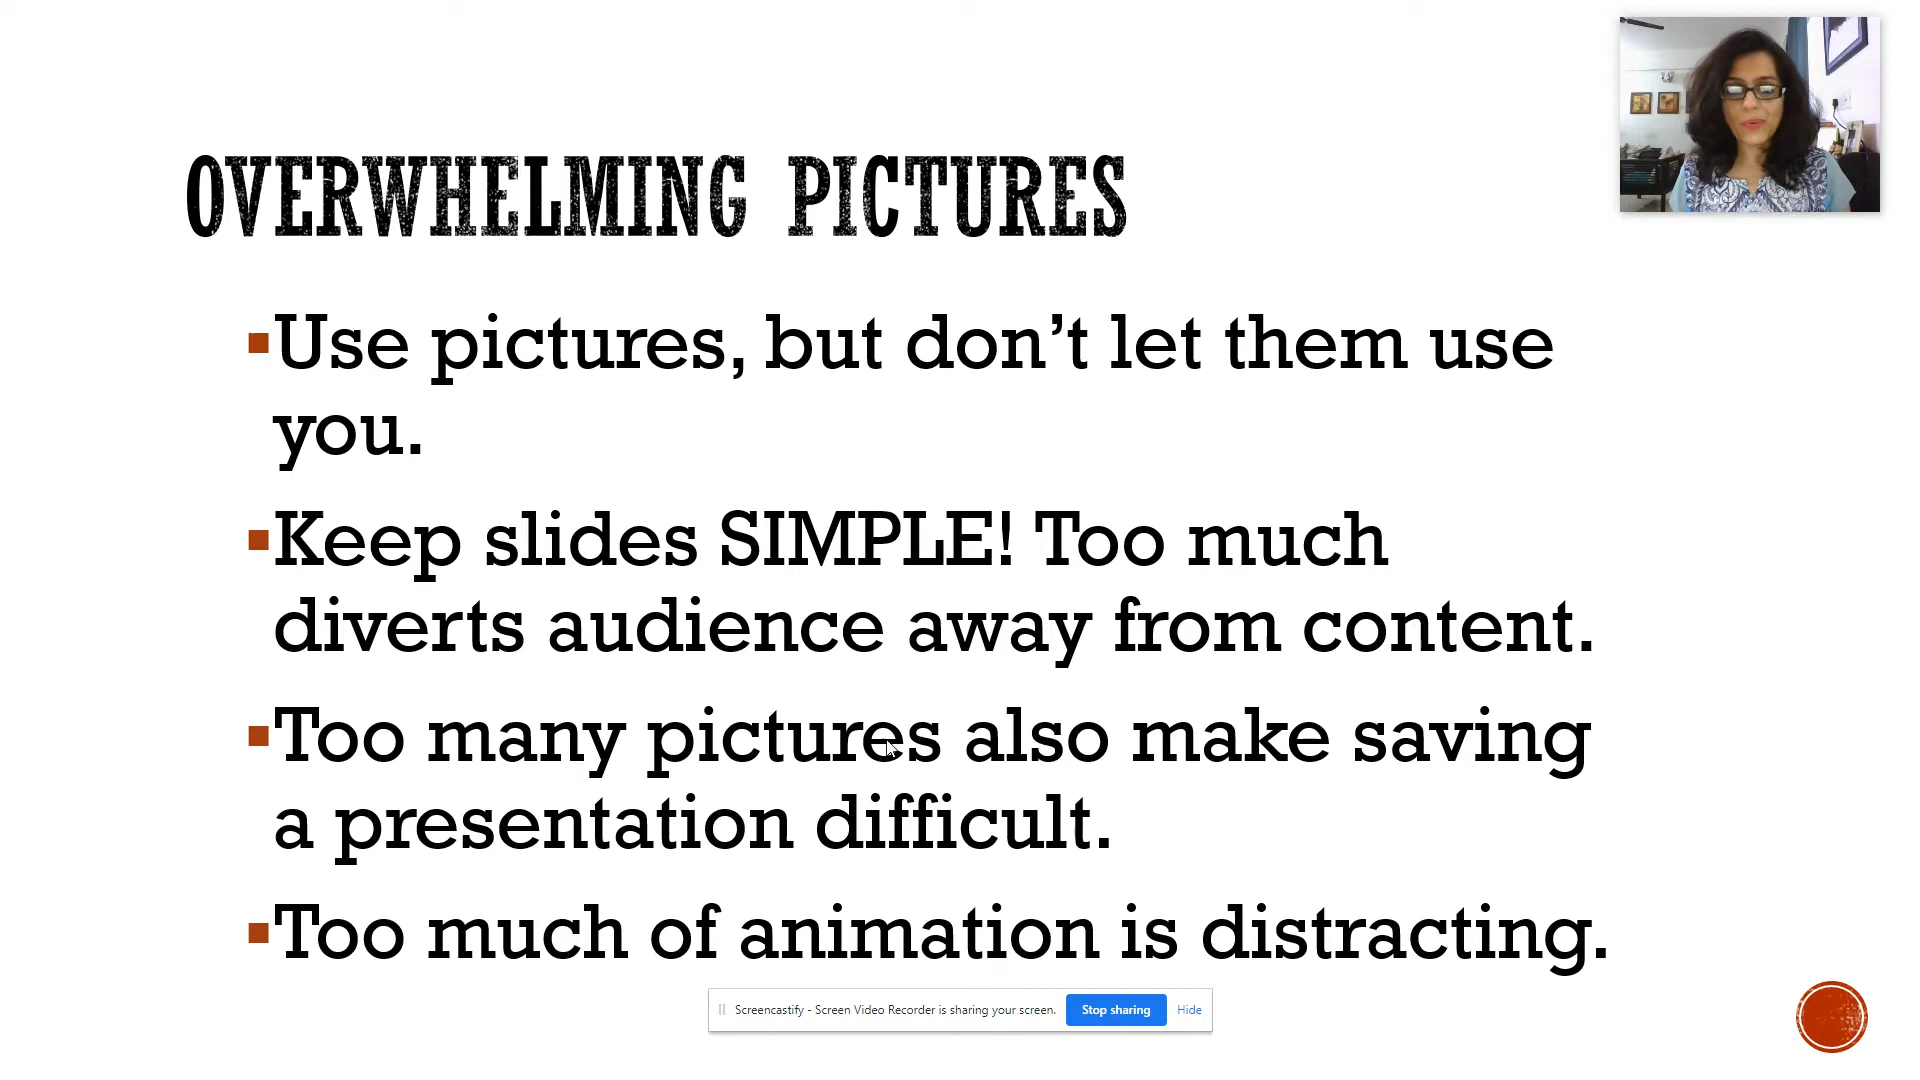 OVERWHELMING PICTURES
▪Use pictures, but don’t let them use
you.
▪Keep slides SIMPLE! Too much
diverts audience away from content.
▪Too many pictures also make saving
a presentation difficult.
▪Too much of animation is distracting.
Screencastify - Screen Video Recorder is sharing your screen. Stop sharing Hide